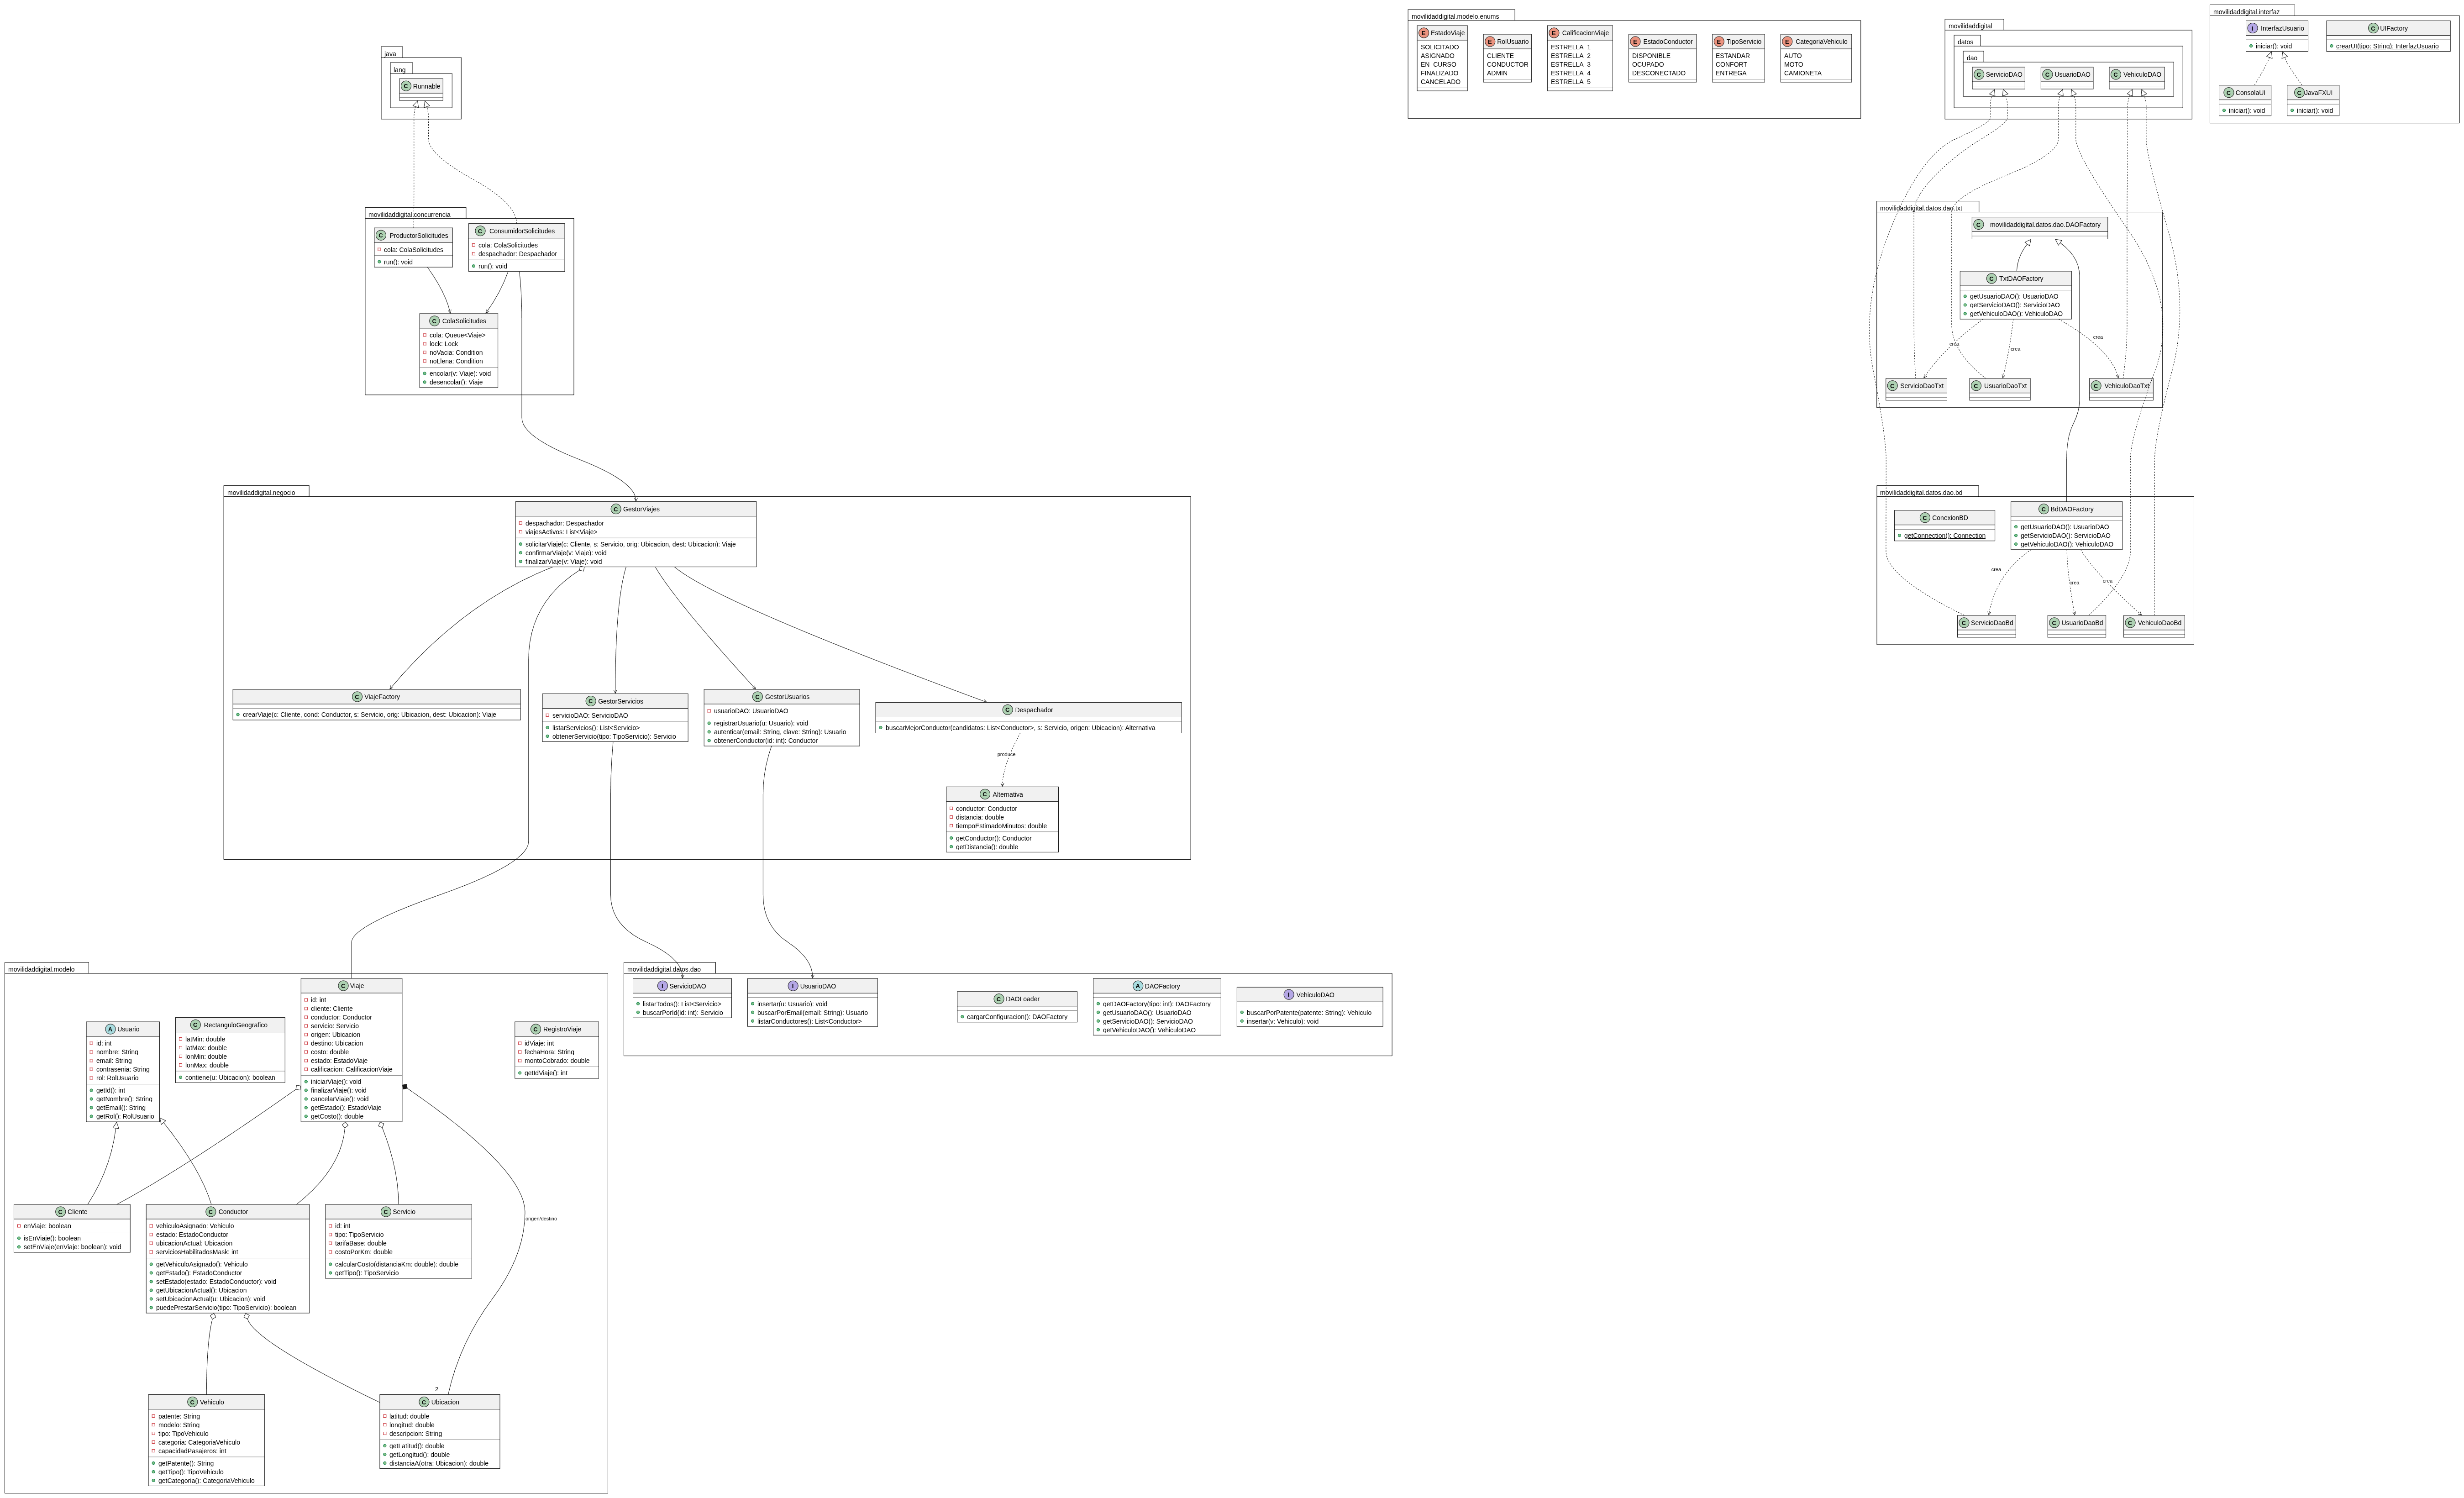 java
lang
C Runnable
movilidaddigital.concurrencia
C ProductorSolicitudes
cola: ColaSolicitudes
run(): void
C ConsumidorSolicitudes
cola: ColaSolicitudes
despachador: Despachador
run(): void
C ColaSolicitudes
cola: Queue<Viaje>
lock: Lock
noVacia: Condition
noLlena: Condition
encolar(v: Viaje): void
desencolar(): Viaje
movilidaddigital.modelo.enums
E EstadoViaje
SOLICITADO
ASIGNADO
EN CURSO
FINALIZADO
CANCELADO
E RolUsuario
CLIENTE
CONDUCTOR
ADMIN
E CalificacionViaje
ESTRELLA 1
ESTRELLA 2
ESTRELLA 3
ESTRELLA 4
ESTRELLA 5
E EstadoConductor
DISPONIBLE
OCUPADO
DESCONECTADO
E TipoServicio
ESTANDAR
CONFORT
ENTREGA
E CategoriaVehiculo
AUTO
MOTO
CAMIONETA
movilidaddigital
datos
dao
C ServicioDAO
C UsuarioDAO
C VehiculoDAO
movilidaddigital.interfaz
I InterfazUsuario
iniciar(): void
C UIFactory
crearUI(tipo: String): InterfazUsuario
C ConsolaUI
iniciar(): void
C JavaFXUI
iniciar(): void
movilidaddigital.datos.dao.txt
C movilidaddigital.datos.dao.DAOFactory
C TxtDAOFactory
getUsuarioDAO(): UsuarioDAO
getServicioDAO(): ServicioDAO
getVehiculoDAO(): VehiculoDAO
crea
crea
crea
C ServicioDaoTxt
C UsuarioDaoTxt
C VehiculoDaoTxt
movilidaddigital.datos.dao.bd
C ConexionBD
getConnection(): Connection
C BdDAOFactory
getUsuarioDAO(): UsuarioDAO
getServicioDAO(): ServicioDAO
getVehiculoDAO(): VehiculoDAO
crea
crea
crea
C ServicioDaoBd
C UsuarioDaoBd
C VehiculoDaoBd
movilidaddigital.negocio
C GestorViajes
despachador: Despachador
viajesActivos: List<Viaje>
solicitarViaje(c: Cliente, s: Servicio, orig: Ubicacion, dest: Ubicacion): Viaje
confirmarViaje(v: Viaje): void
finalizarViaje(v: Viaje): void
C ViajeFactory
crearViaje(c: Cliente, cond: Conductor, s: Servicio, orig: Ubicacion, dest: Ubicacion): Viaje
C GestorServicios
servicioDAO: ServicioDAO
listarServicios(): List<Servicio>
obtenerServicio(tipo: TipoServicio): Servicio
C GestorUsuarios
usuarioDAO: UsuarioDAO
registrarUsuario(u: Usuario): void
autenticar(email: String, clave: String): Usuario
obtenerConductor(id: int): Conductor
C Despachador
buscarMejorConductor(candidatos: List<Conductor>, s: Servicio, origen: Ubicacion): Alternativa
produce
C Alternativa
conductor: Conductor
distancia: double
tiempoEstimadoMinutos: double
getConductor(): Conductor
getDistancia(): double
movilidaddigital.modelo
C Viaje
id: int
cliente: Cliente
conductor: Conductor
servicio: Servicio
origen: Ubicacion
destino: Ubicacion
costo: double
estado: EstadoViaje
calificacion: CalificacionViaje
iniciarViaje(): void
finalizarViaje(): void
cancelarViaje(): void
getEstado(): EstadoViaje
getCosto(): double
A Usuario
id: int
nombre: String
email: String
contrasenia: String
rol: RolUsuario
getId(): int
getNombre(): String
getEmail(): String
getRol(): RolUsuario
C RectanguloGeografico
latMin: double
latMax: double
lonMin: double
lonMax: double
contiene(u: Ubicacion): boolean
C RegistroViaje
idViaje: int
fechaHora: String
montoCobrado: double
getIdViaje(): int
C Cliente
enViaje: boolean
isEnViaje(): boolean
setEnViaje(enViaje: boolean): void
C Conductor
vehiculoAsignado: Vehiculo
estado: EstadoConductor
ubicacionActual: Ubicacion
serviciosHabilitadosMask: int
getVehiculoAsignado(): Vehiculo
getEstado(): EstadoConductor
setEstado(estado: EstadoConductor): void
getUbicacionActual(): Ubicacion
setUbicacionActual(u: Ubicacion): void
puedePrestarServicio(tipo: TipoServicio): boolean
C Servicio
id: int
tipo: TipoServicio
tarifaBase: double
costoPorKm: double
calcularCosto(distanciaKm: double): double
getTipo(): TipoServicio
origen/destino
2
C Vehiculo
patente: String
modelo: String
tipo: TipoVehiculo
categoria: CategoriaVehiculo
capacidadPasajeros: int
getPatente(): String
getTipo(): TipoVehiculo
getCategoria(): CategoriaVehiculo
C Ubicacion
latitud: double
longitud: double
descripcion: String
getLatitud(): double
getLongitud(): double
distanciaA(otra: Ubicacion): double
movilidaddigital.datos.dao
I ServicioDAO
listarTodos(): List<Servicio>
buscarPorId(id: int): Servicio
I UsuarioDAO
insertar(u: Usuario): void
buscarPorEmail(email: String): Usuario
listarConductores(): List<Conductor>
C DAOLoader
cargarConfiguracion(): DAOFactory
A DAOFactory
getDAOFactory(tipo: int): DAOFactory
getUsuarioDAO(): UsuarioDAO
getServicioDAO(): ServicioDAO
getVehiculoDAO(): VehiculoDAO
I VehiculoDAO
buscarPorPatente(patente: String): Vehiculo
insertar(v: Vehiculo): void